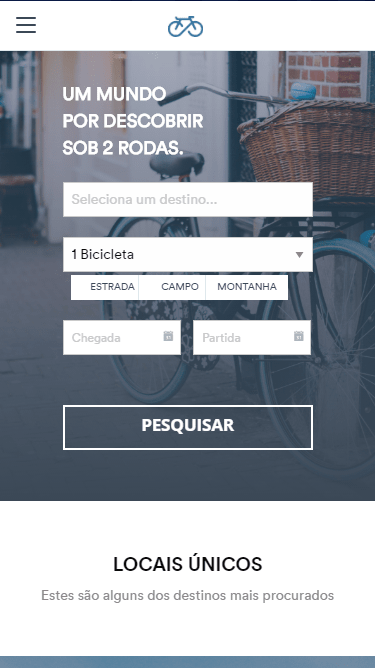 UM MUNDO
POR DESCOBRIR
SOB 2 RODAS.
Seleciona um destino...
1 Bicicleta
ESTRADA CAMPO MONTANHA
Chegada Partida
PESQUISAR
LOCAIS ÚNICOS
Estes são alguns dos destinos mais procurados